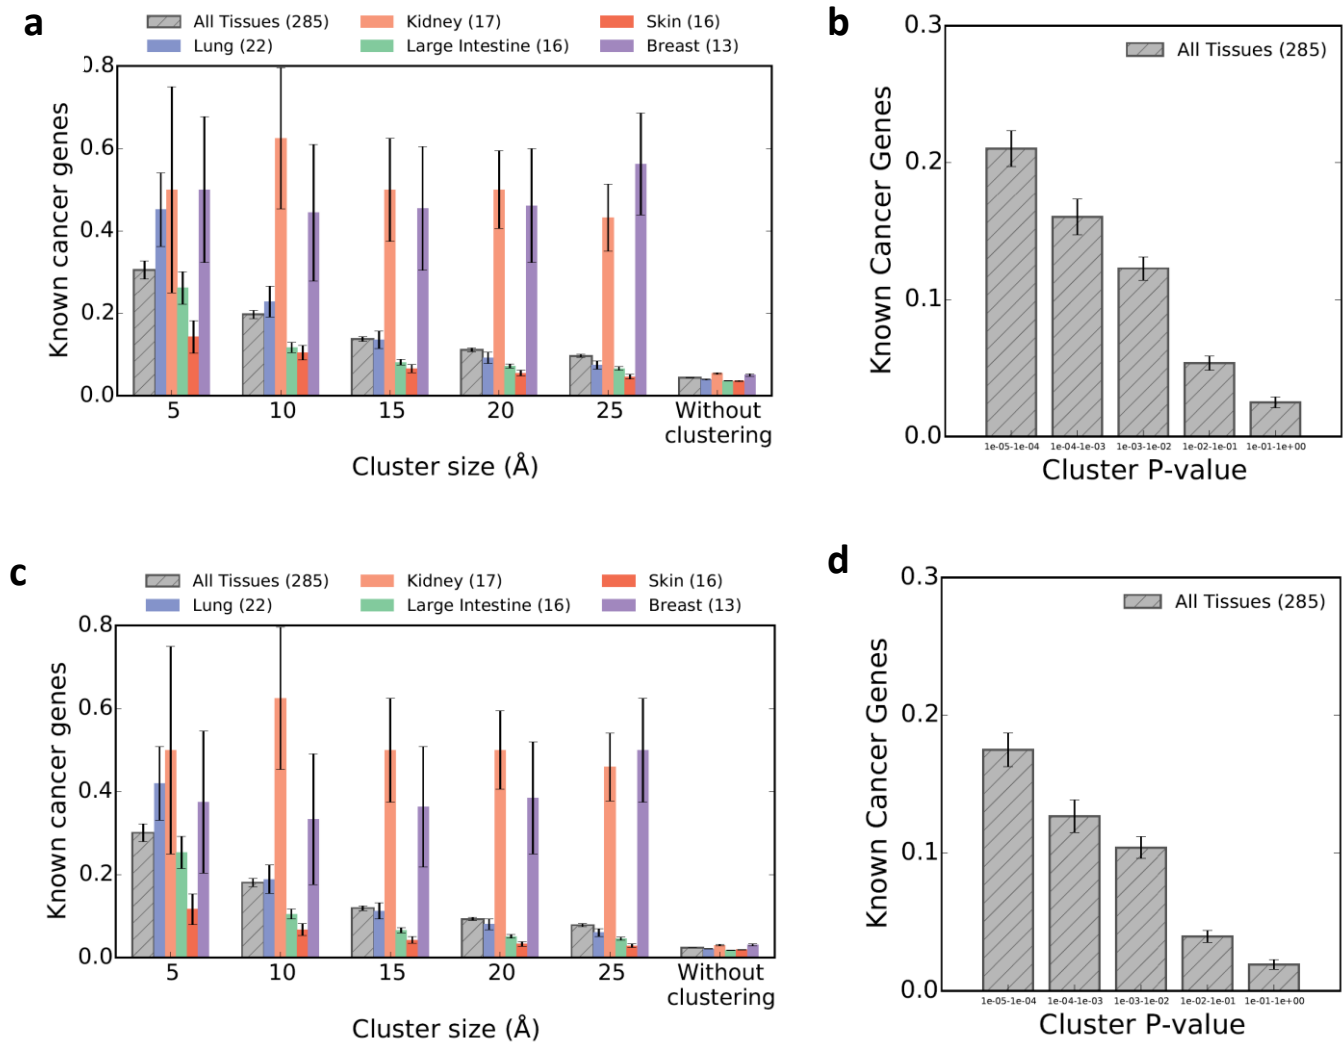 a
All Tissues (285) Kidney (17) Skin (16)
Lung (22) Large Intestine (16) Breast (13)
0.8
0.6
0.4
0.2
0.0
Known cancer genes
5 10 15 20 25 Without
clustering
Cluster size (Å)
b
All Tissues (285)
0.3
0.2
0.1
0.0
Known Cancer Genes
1e-05-1e-04 1e-04-1e-03 1e-03-1e-02 1e-02-1e-01 1e-01-1e+00
Cluster P-value
c
All Tissues (285) Kidney (17) Skin (16)
Lung (22) Large Intestine (16) Breast (13)
0.8
0.6
0.4
0.2
0.0
Known cancer genes
5 10 15 20 25 Without
clustering
Cluster size (Å)
d
All Tissues (285)
0.3
0.2
0.1
0.0
Known Cancer Genes
1e-05-1e-04 1e-04-1e-03 1e-03-1e-02 1e-02-1e-01 1e-01-1e+00
Cluster P-value